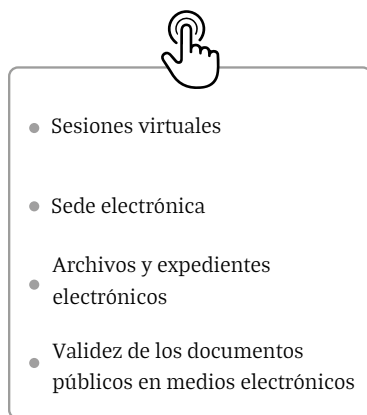 Sesiones virtuales
Sede electrónica
Archivos y expedientes
electrónicos
Validez de los documentos
públicos en medios electrónicos